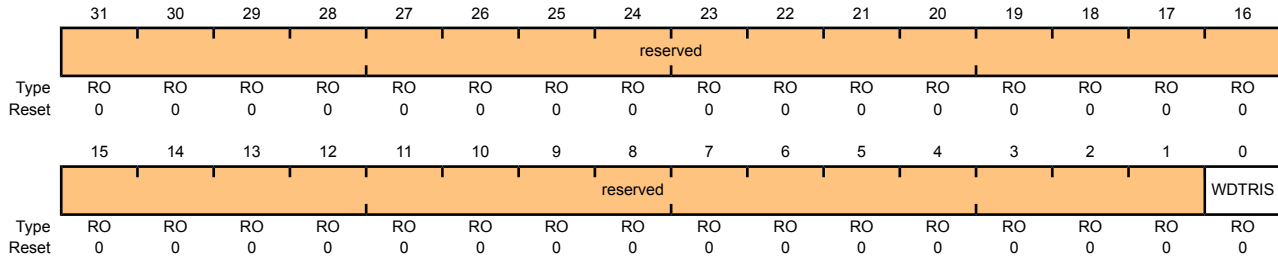 31 30 29 28 27 26 25 24 23 22 21 20 19 18 17 16
reserved
Type RO RO RO RO RO RO RO RO RO RO RO RO RO RO RO RO
Reset 0 0 0 0 0 0 0 0 0 0 0 0 0 0 0 0
15 14 13 12 11 10 9 8 7 6 5 4 3 2 1 0
reserved WDTRIS
Type RO RO RO RO RO RO RO RO RO RO RO RO RO RO RO RO
Reset 0 0 0 0 0 0 0 0 0 0 0 0 0 0 0 0